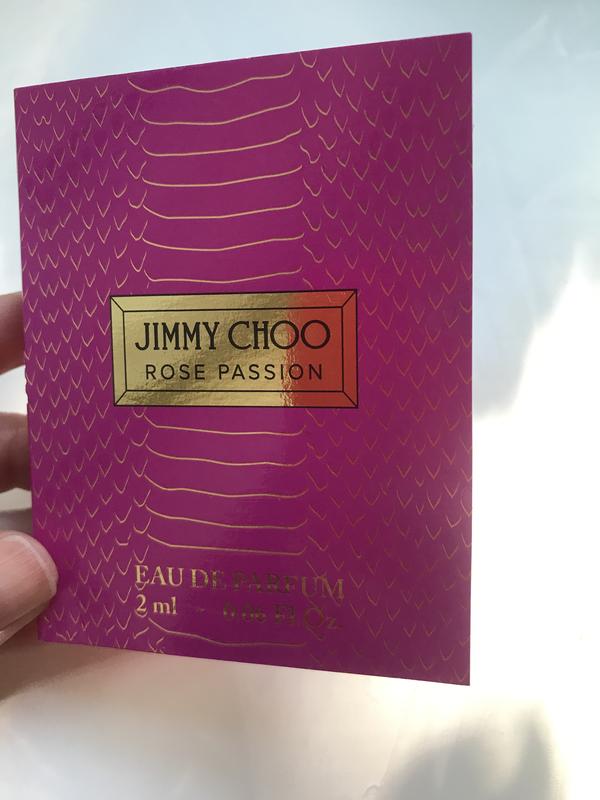 JIMMY CHOO
ROSE PASSION
EAU DE PARFUM
2 ml - 0.06 Fl Oz.